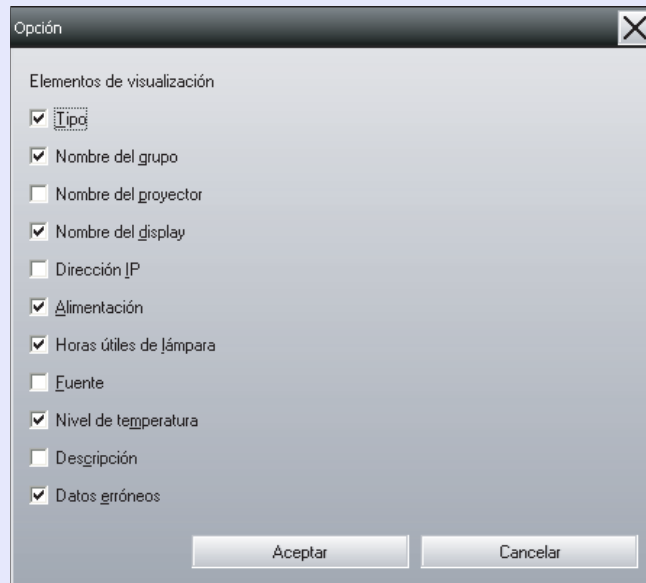 Opción
Elementos de visualización
Tipo
Nombre del grupo
Nombre del proyector
Nombre del display
Dirección IP
Alimentación
Horas útiles de lámpara
Fuente
Nivel de temperatura
Descripción
Datos erróneos
Aceptar Cancelar